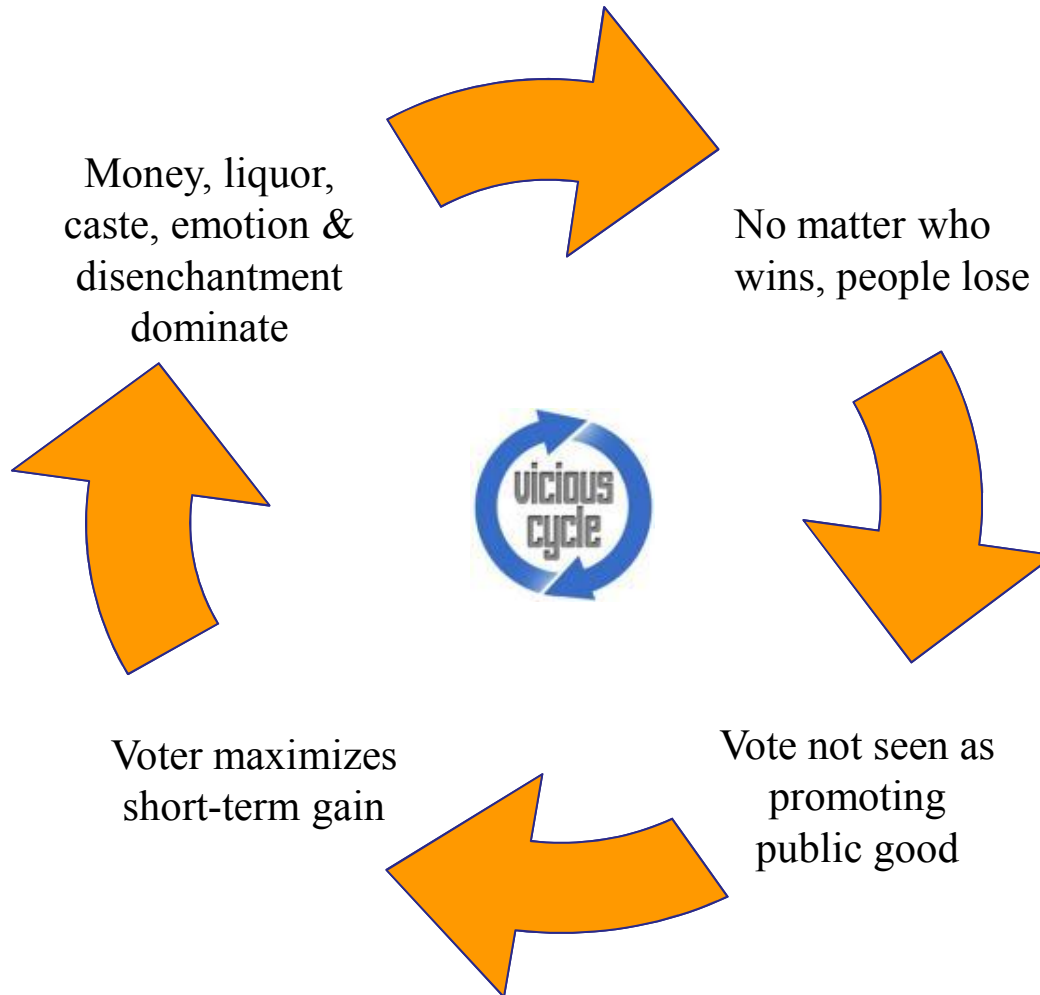 Money, liquor,
caste, emotion &
disenchantment
dominate
No matter who
wins, people lose
vicious
cycle
Voter maximizes
short-term gain
Vote not seen as
promoting
public good